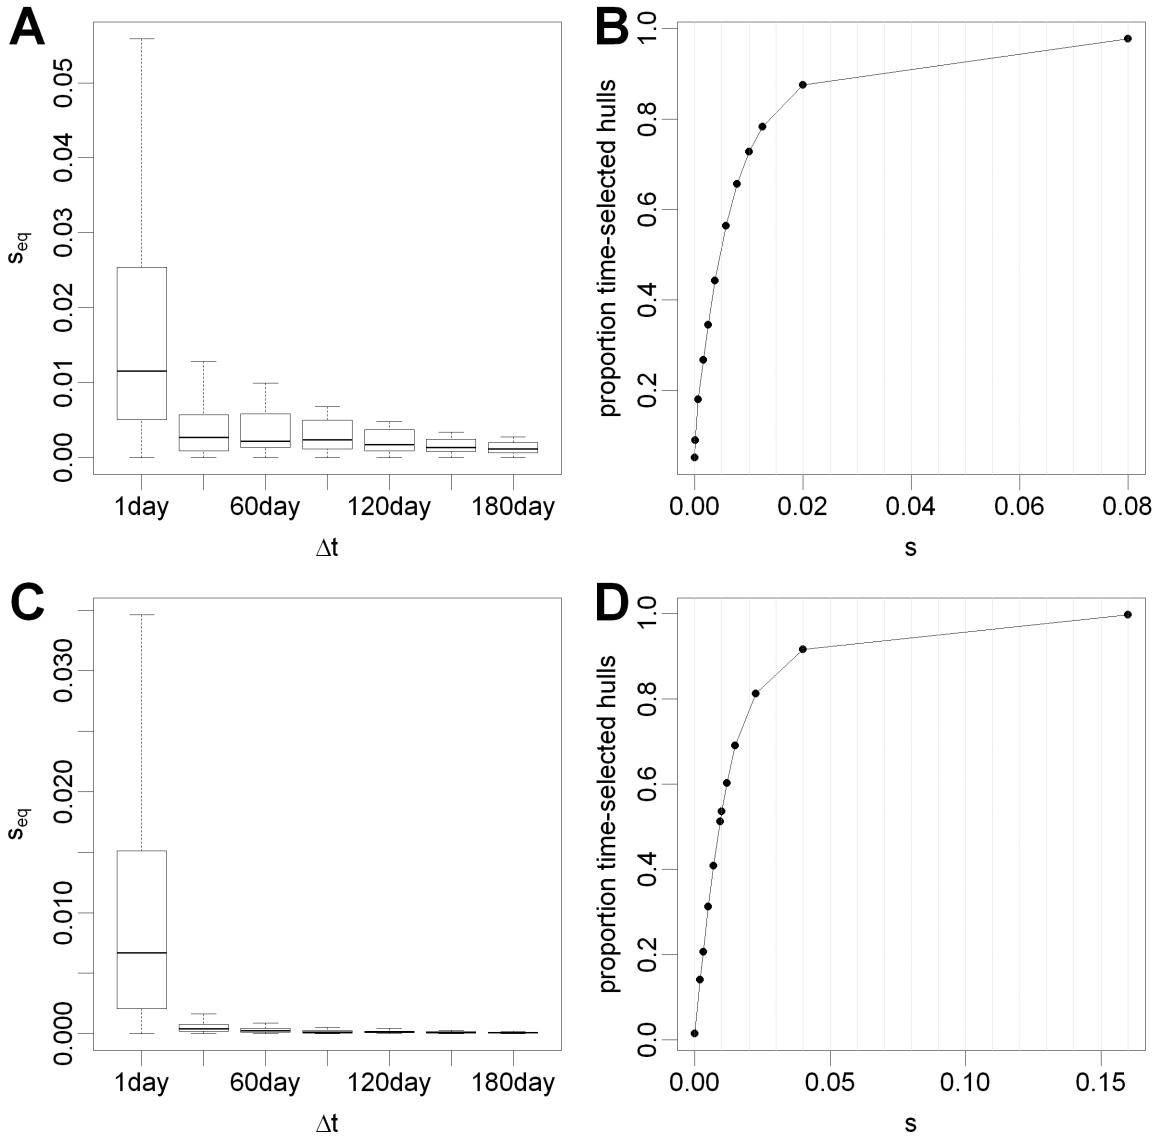 A
s_eq
0.05
0.04
0.03
0.02
0.01
0.00
1day 60day 120day 180day
Δt
B
proportion time-selected hulls
1.0
0.8
0.6
0.4
0.2
0.00 0.02 0.04 0.06 0.08
s
C
s_eq
0.030
0.020
0.010
0.000
1day 60day 120day 180day
Δt
D
proportion time-selected hulls
1.0
0.8
0.6
0.4
0.2
0.0
0.00 0.05 0.10 0.15
s